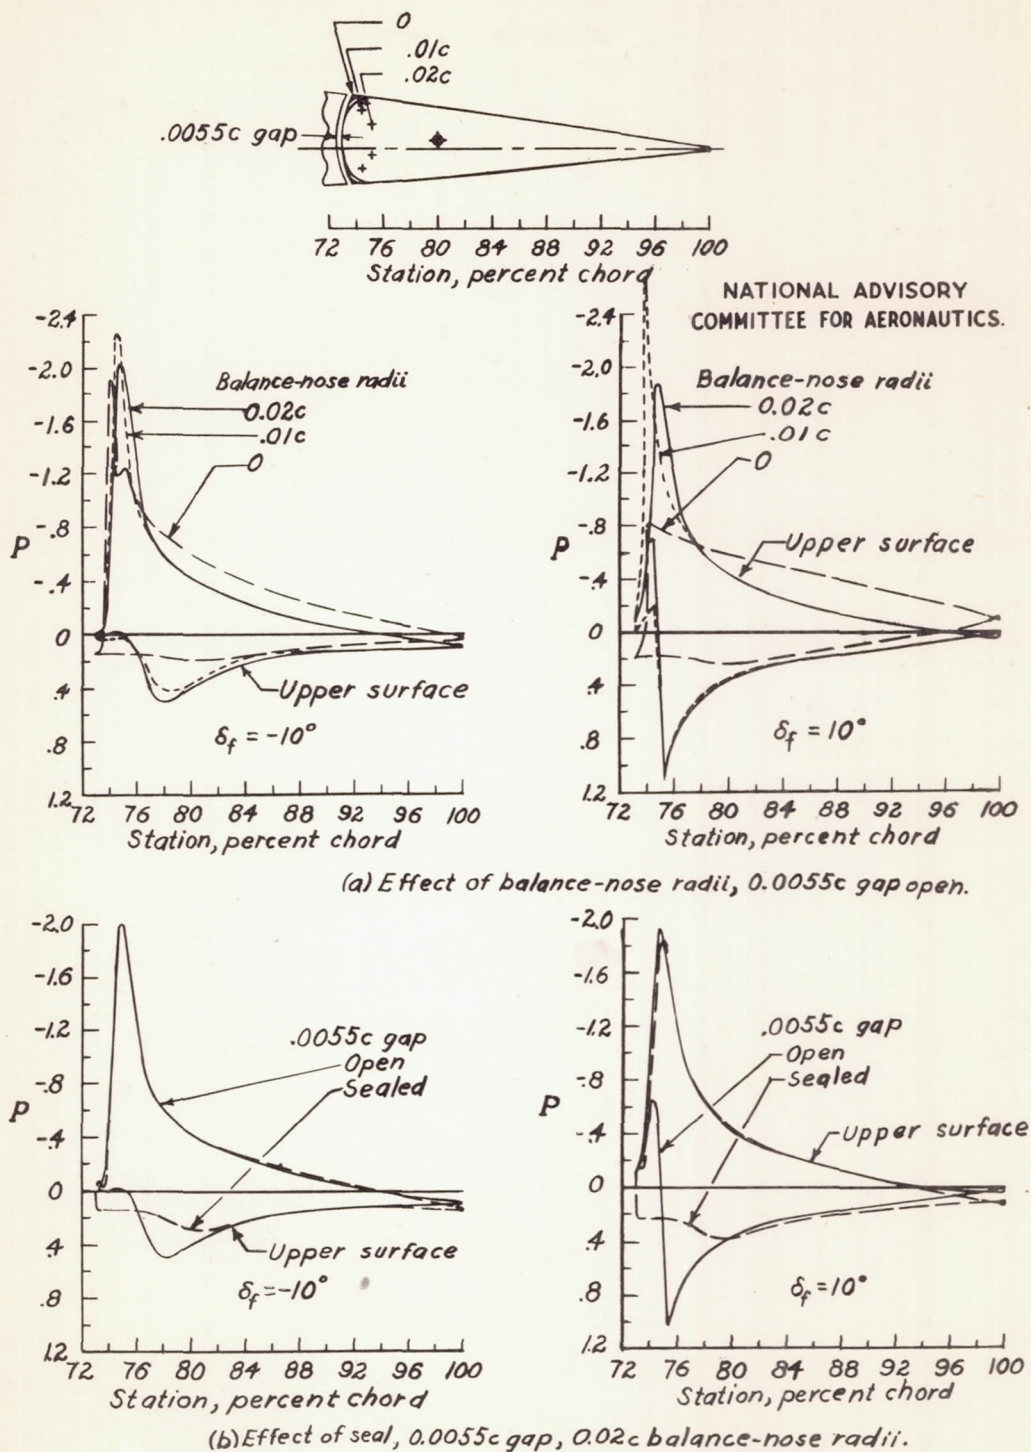 0
.01c
.02c
.0055c gap
72 76 80 84 88 92 96 100
Station, percent chord
NATIONAL ADVISORY
COMMITTEE FOR AERONAUTICS.
-2.4
-2.0
-1.6
-1.2
-.8
-.4
0
.4
.8
1.2
P
Balance-nose radii
0.02c
.01c
0
Upper surface
δf = -10°
72 76 80 84 88 92 96 100
Station, percent chord
-2.4
-2.0
-1.6
-1.2
-.8
-.4
0
.4
.8
1.2
P
Balance-nose radii
0.02c
.01c
0
Upper surface
δf = 10°
72 76 80 84 88 92 96 100
Station, percent chord
(a) Effect of balance-nose radii, 0.0055c gap open.
-2.0
-1.6
-1.2
-.8
-.4
0
.4
.8
1.2
P
.0055c gap
Open
Sealed
Upper surface
δf = -10°
72 76 80 84 88 92 96 100
Station, percent chord
-2.0
-1.6
-1.2
-.8
-.4
0
.4
.8
1.2
P
.0055c gap
Open
Sealed
Upper surface
δf = 10°
72 76 80 84 88 92 96 100
Station, percent chord
(b) Effect of seal, 0.0055c gap, 0.02c balance-nose radii.